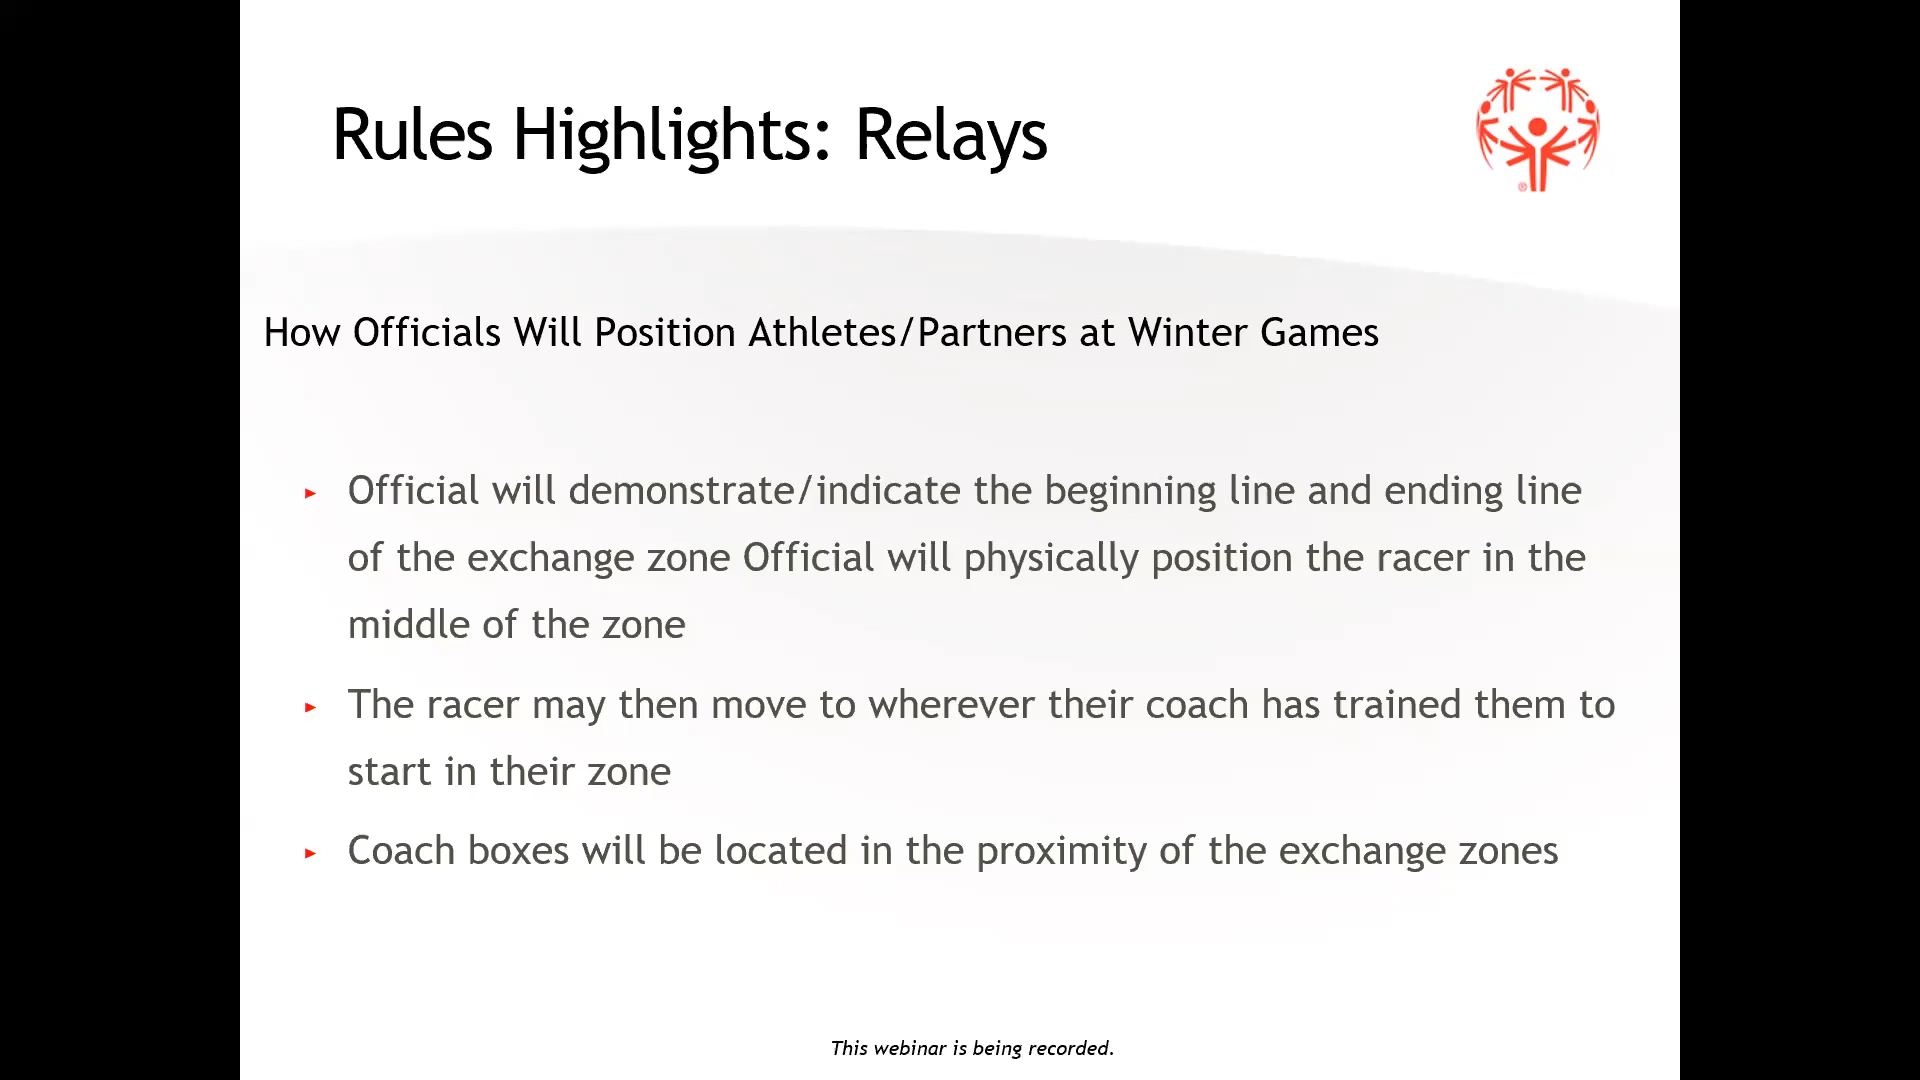 Rules Highlights: Relays
®
How Officials Will Position Athletes/Partners at Winter Games
▸ Official will demonstrate/indicate the beginning line and ending line
of the exchange zone Official will physically position the racer in the
middle of the zone
▸ The racer may then move to wherever their coach has trained them to
start in their zone
▸ Coach boxes will be located in the proximity of the exchange zones
This webinar is being recorded.